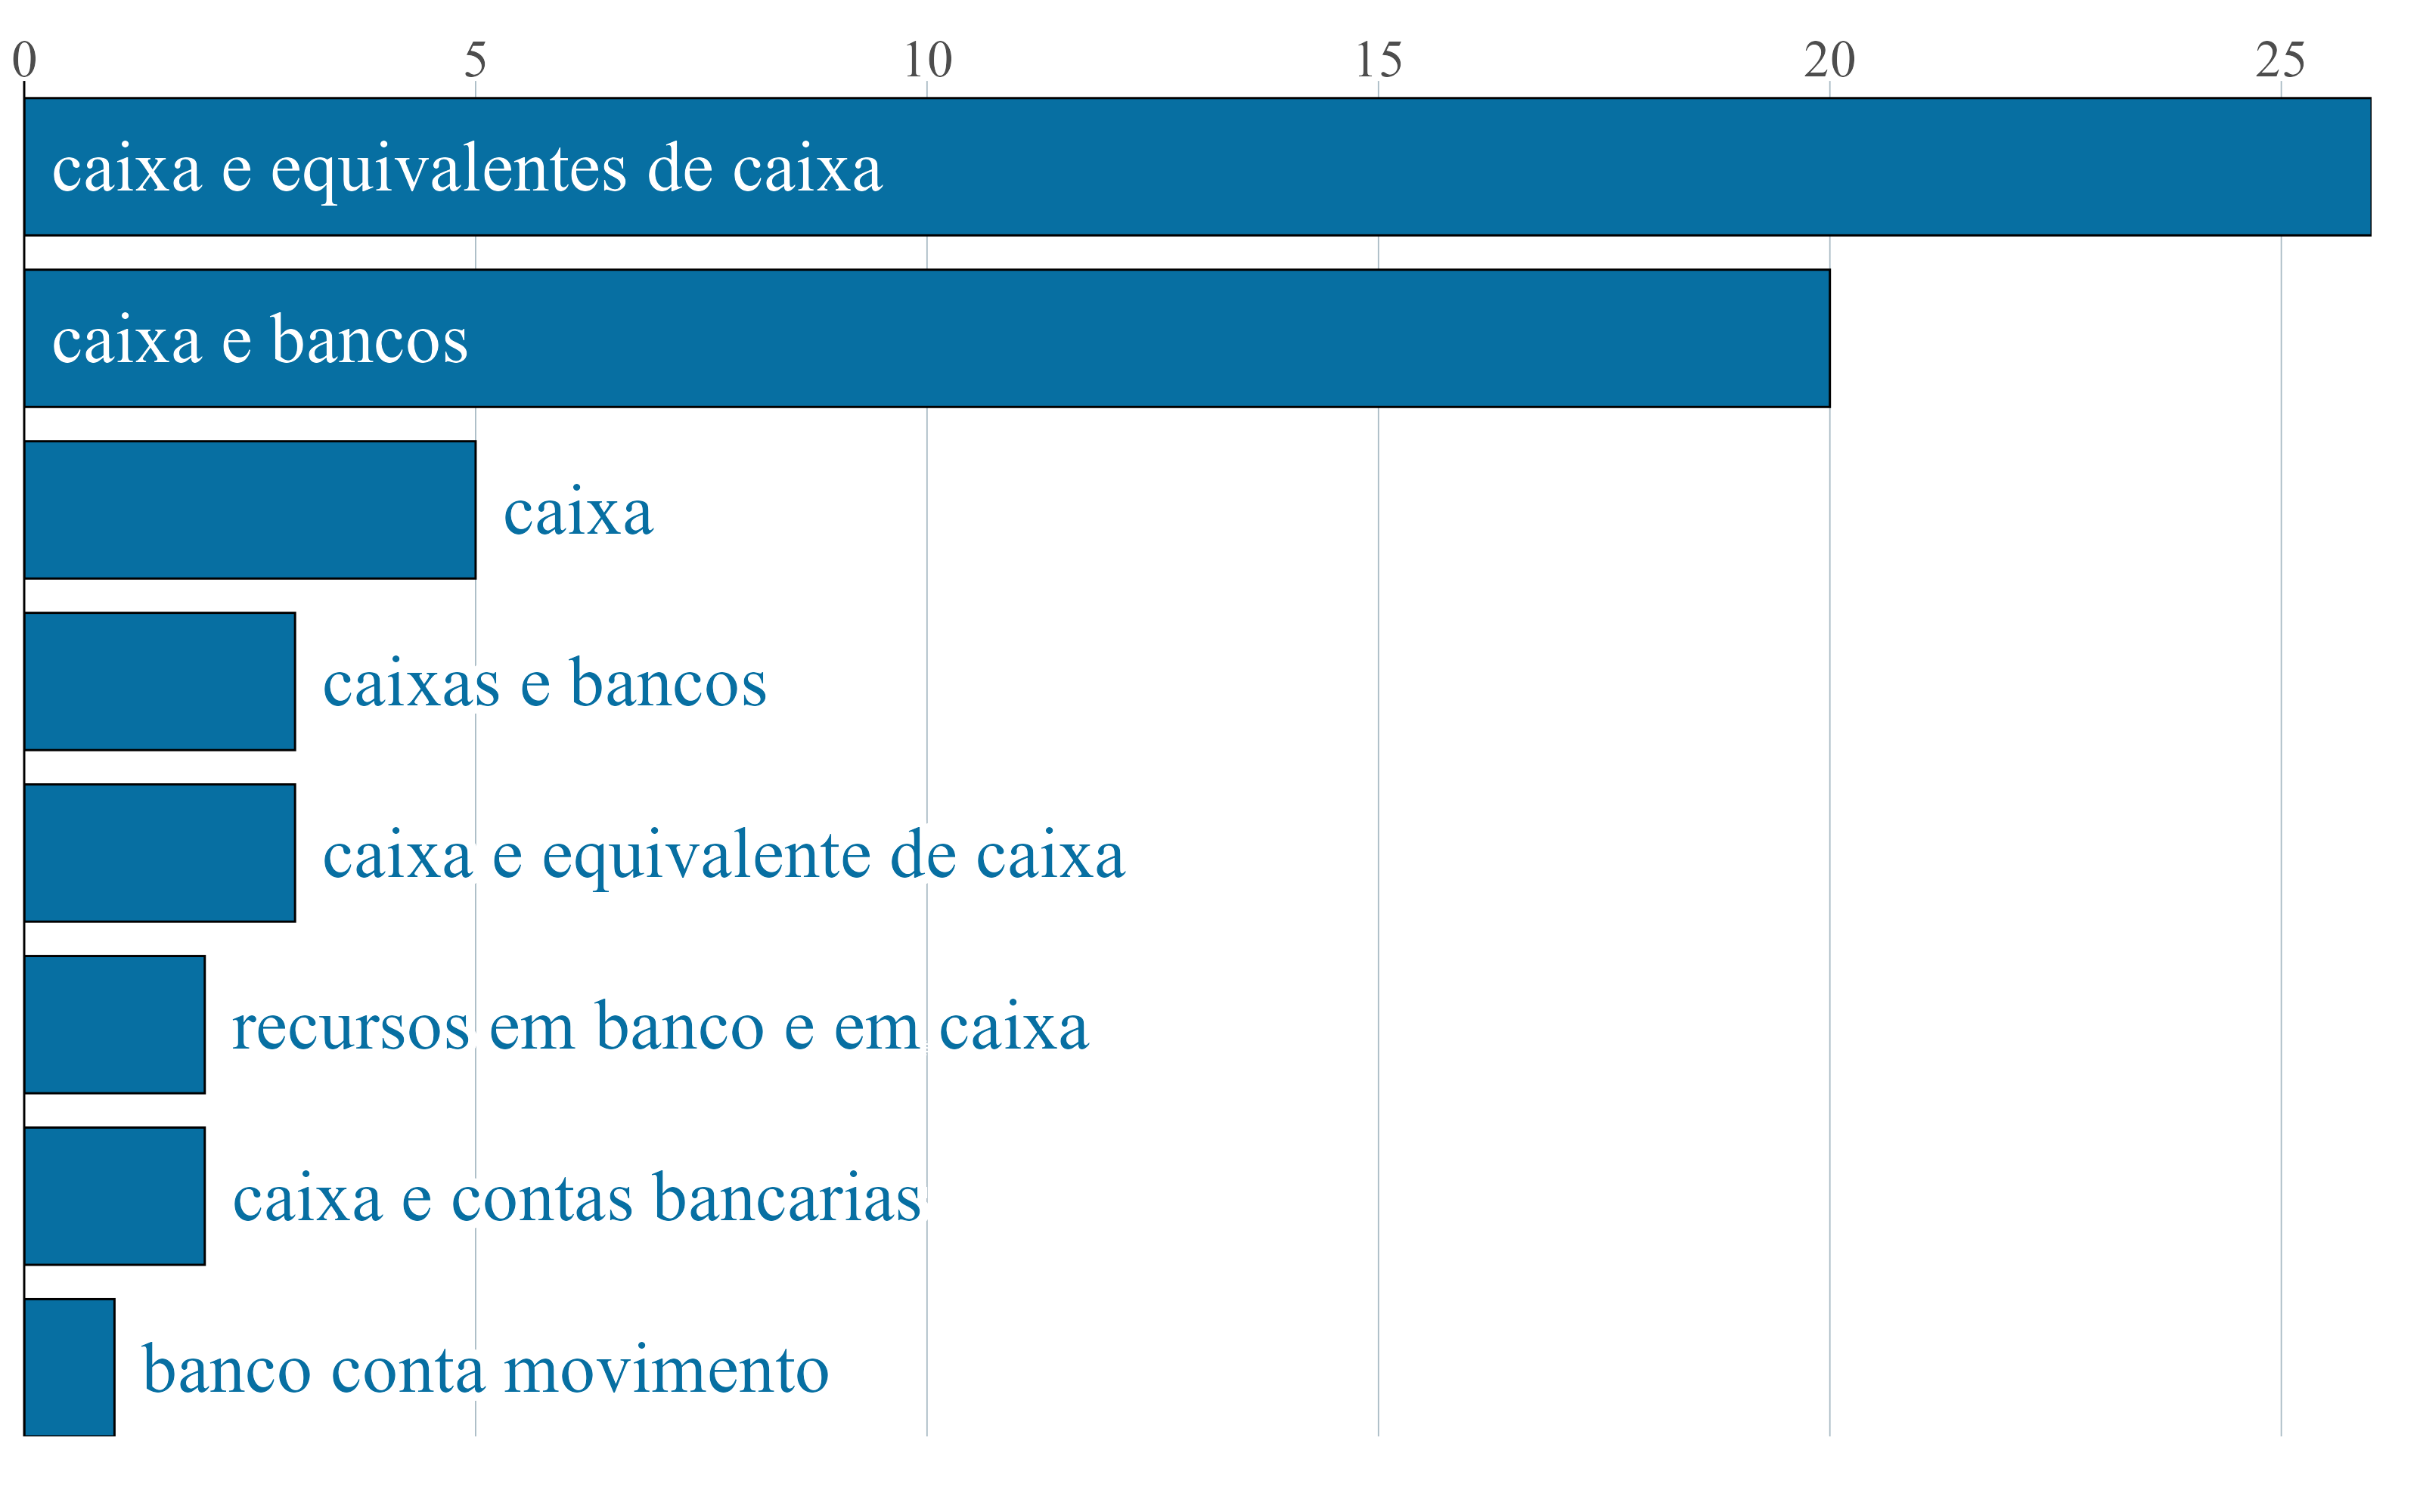 0 5 10 15 20 25
caixa e equivalentes de caixa
caixa e bancos
caixa
caixas e bancos
caixa e equivalente de caixa
recursos em banco e em caixa
caixa e contas bancarias
banco conta movimento